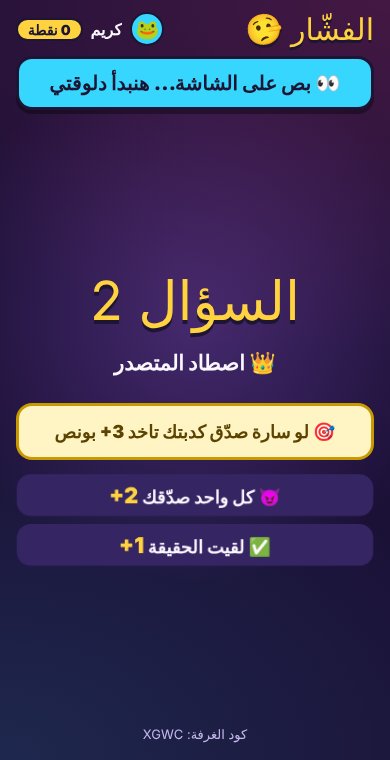 الفشّار 🤥
كريم
0 نقطة
👀 بص على الشاشة... هنبدأ دلوقتي
السؤال 2
👑 اصطاد المتصدر
🎯 لو سارة صدّق كدبتك تاخد 3+ بونص
😈 كل واحد صدّقك 2+
✅ لقيت الحقيقة 1+
كود الغرفة: XGWC